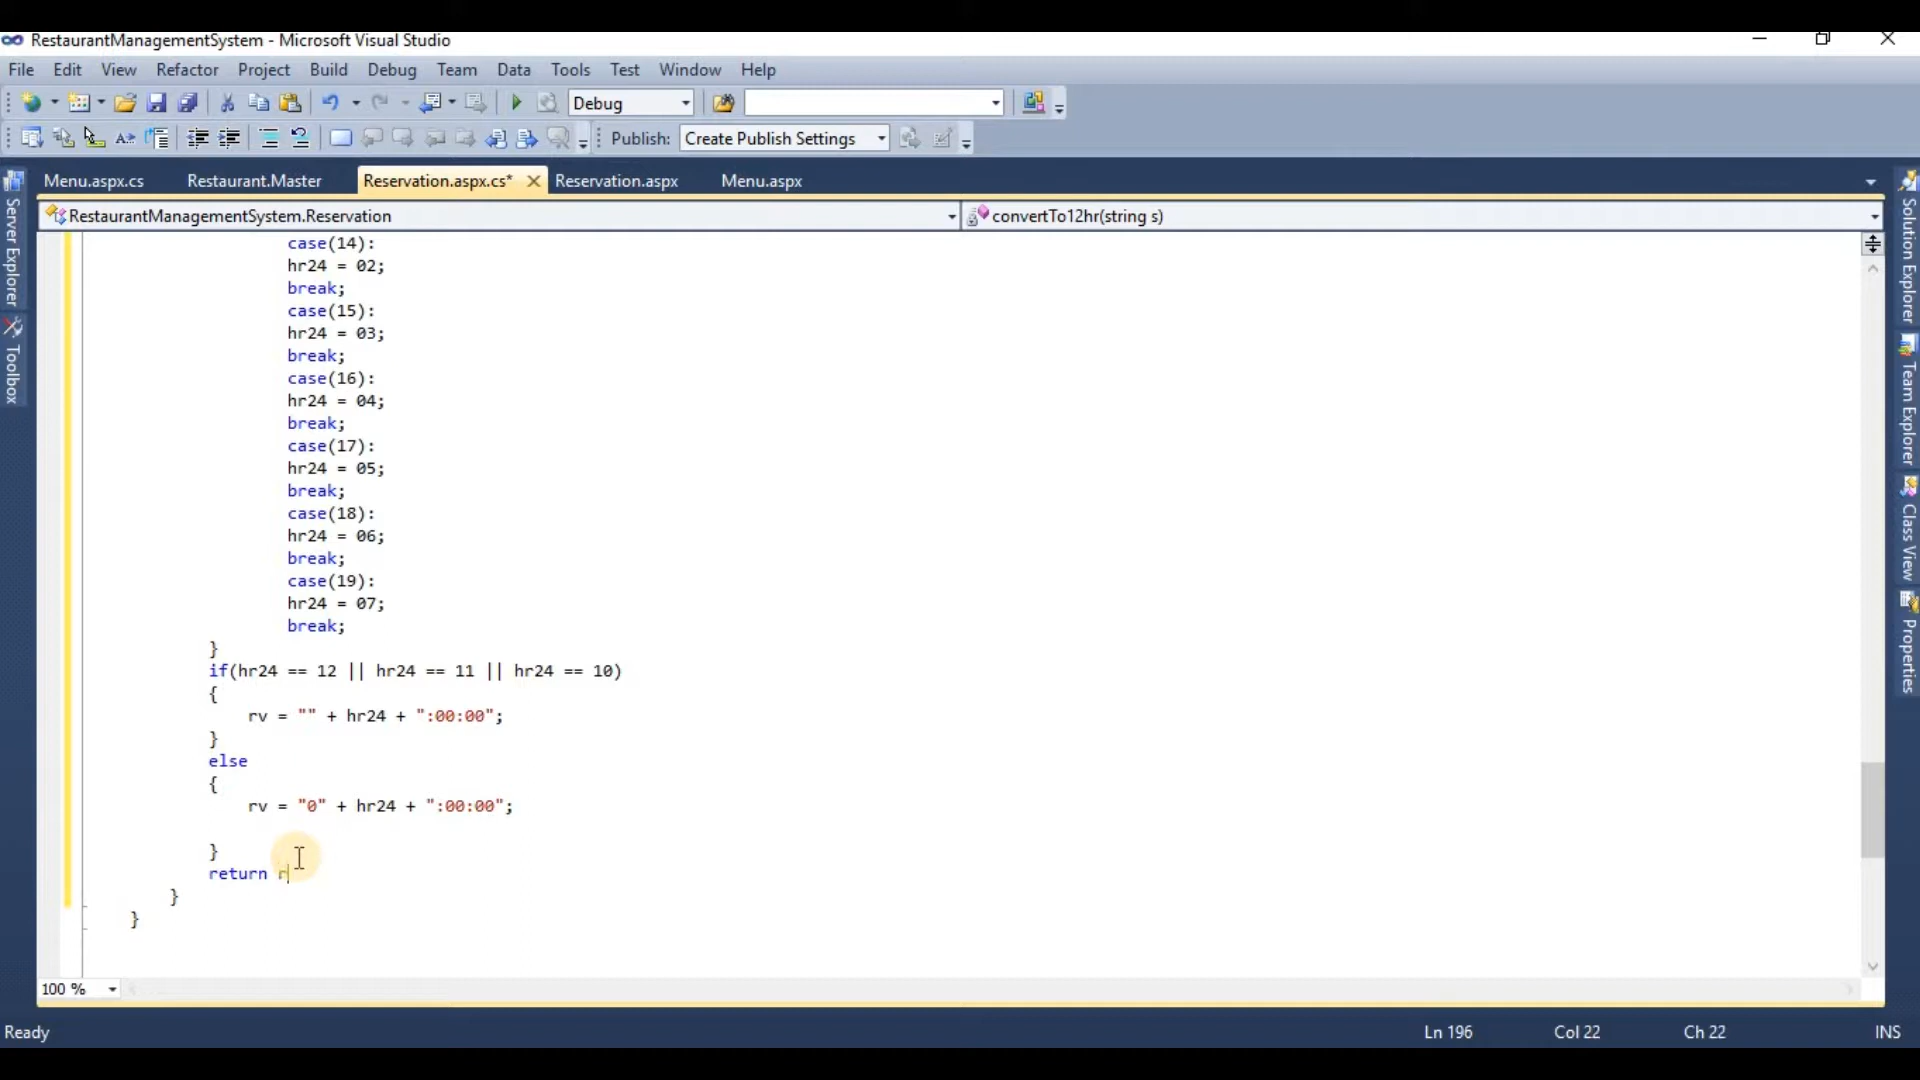 RestaurantManagementSystem - Microsoft Visual Studio
File Edit View Refactor Project Build Debug Team Data Tools Test Window Help
Debug
Publish: Create Publish Settings
Menu.aspx.cs Restaurant.Master Reservation.aspx.cs* Reservation.aspx Menu.aspx
RestaurantManagementSystem.Reservation convertTo12hr(string s)
Server Explorer
Toolbox
case(14):
hr24 = 02;
break;
case(15):
hr24 = 03;
break;
case(16):
hr24 = 04;
break;
case(17):
hr24 = 05;
break;
case(18):
hr24 = 06;
break;
case(19):
hr24 = 07;
break;
}
if(hr24 == 12 || hr24 == 11 || hr24 == 10)
{
rv = "" + hr24 + ":00:00";
}
else
{
rv = "0" + hr24 + ":00:00";
}
return r
}
}
Solution Explorer
Team Explorer
Class View
Properties
100 %
Ready Ln 196 Col 22 Ch 22 INS